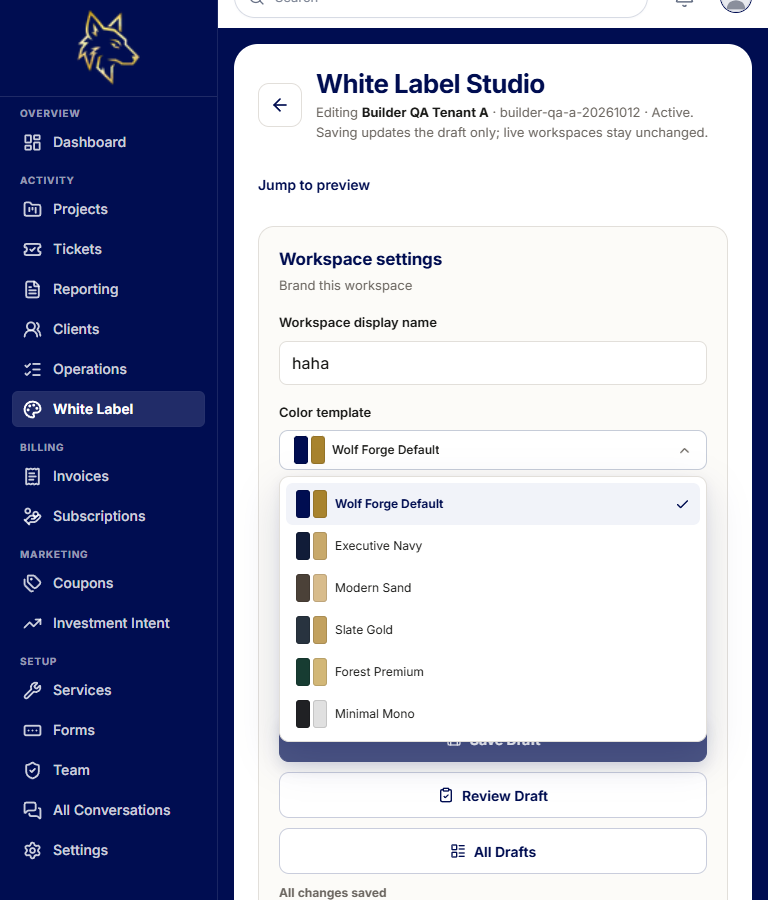 Search
OVERVIEW
Dashboard
ACTIVITY
Projects
Tickets
Reporting
Clients
Operations
White Label
BILLING
Invoices
Subscriptions
MARKETING
Coupons
Investment Intent
SETUP
Services
Forms
Team
All Conversations
Settings
White Label Studio
Editing Builder QA Tenant A · builder-qa-a-20261012 · Active.
Saving updates the draft only; live workspaces stay unchanged.
Jump to preview
Workspace settings
Brand this workspace
Workspace display name
haha
Color template
Wolf Forge Default
Wolf Forge Default
Executive Navy
Modern Sand
Slate Gold
Forest Premium
Minimal Mono
Save Draft
Review Draft
All Drafts
All changes saved